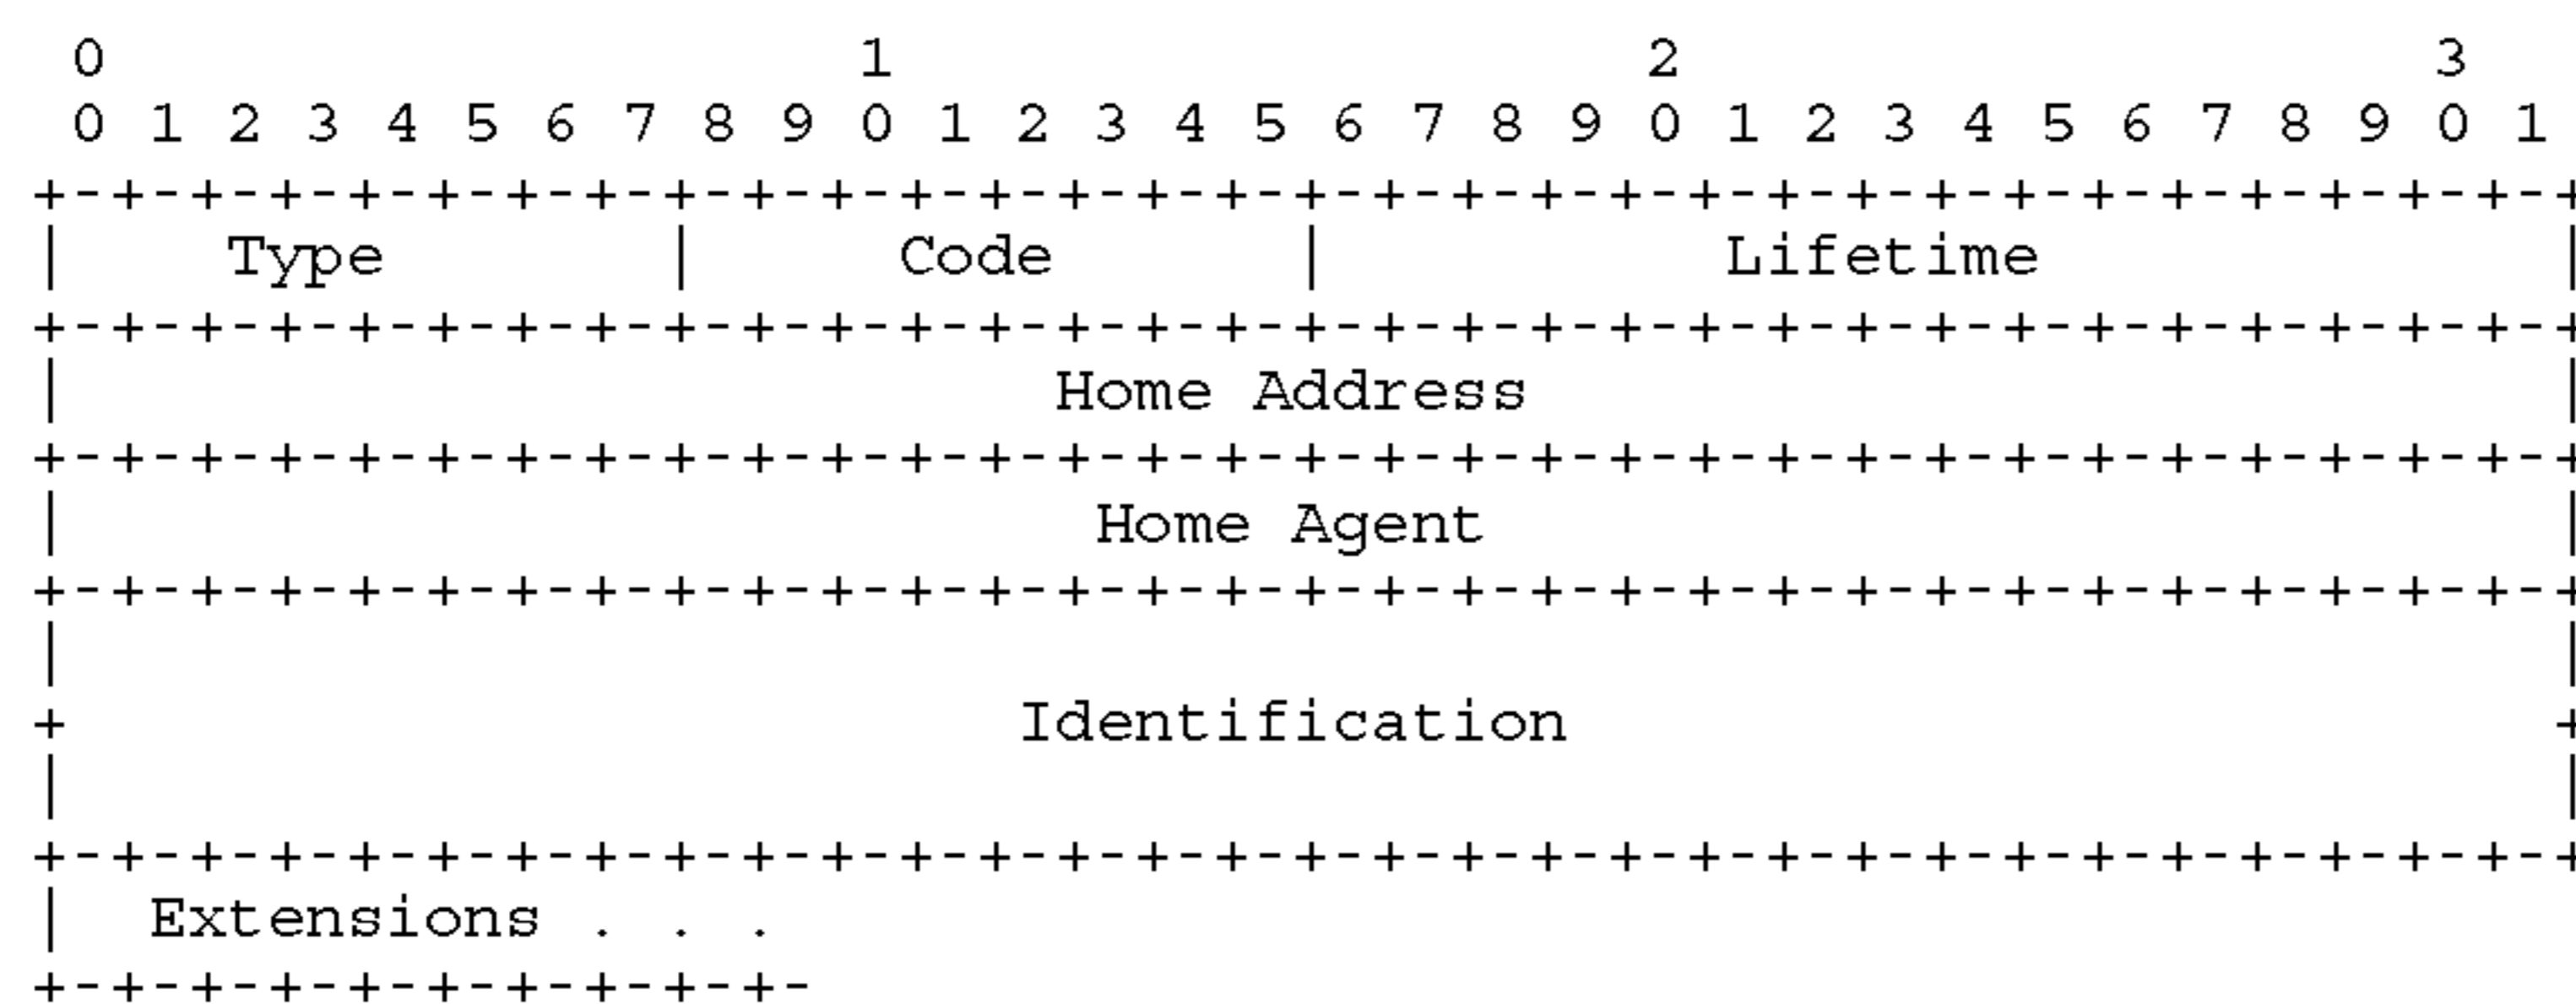 0                   1                   2                   3
 0 1 2 3 4 5 6 7 8 9 0 1 2 3 4 5 6 7 8 9 0 1 2 3 4 5 6 7 8 9 0 1
+-+-+-+-+-+-+-+-+-+-+-+-+-+-+-+-+-+-+-+-+-+-+-+-+-+-+-+-+-+-+-+-+
|    Type       |     Code      |          Lifetime             |
+-+-+-+-+-+-+-+-+-+-+-+-+-+-+-+-+-+-+-+-+-+-+-+-+-+-+-+-+-+-+-+-+
|                         Home Address                          |
+-+-+-+-+-+-+-+-+-+-+-+-+-+-+-+-+-+-+-+-+-+-+-+-+-+-+-+-+-+-+-+-+
|                          Home Agent                           |
+-+-+-+-+-+-+-+-+-+-+-+-+-+-+-+-+-+-+-+-+-+-+-+-+-+-+-+-+-+-+-+-+
|                                                               |
+                        Identification                         +
|                                                               |
+-+-+-+-+-+-+-+-+-+-+-+-+-+-+-+-+-+-+-+-+-+-+-+-+-+-+-+-+-+-+-+-+
|  Extensions . . .
+-+-+-+-+-+-+-+-+-+-